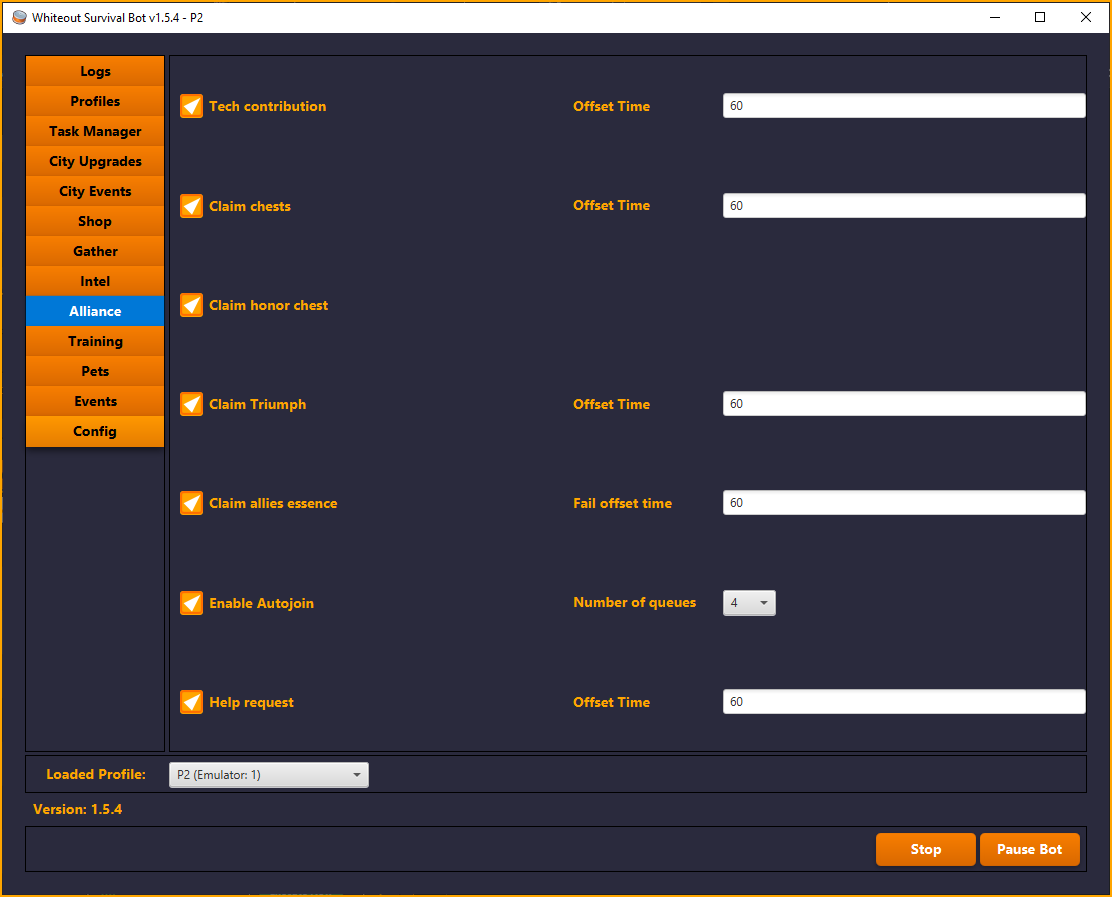 Whiteout Survival Bot v1.5.4 - P2
Logs
Profiles
Task Manager
City Upgrades
City Events
Shop
Gather
Intel
Alliance
Training
Pets
Events
Config
Tech contribution Offset Time 60
Claim chests Offset Time 60
Claim honor chest
Claim Triumph Offset Time 60
Claim allies essence Fail offset time 60
Enable Autojoin Number of queues 4
Help request Offset Time 60
Loaded Profile: P2 (Emulator: 1)
Version: 1.5.4
Stop Pause Bot